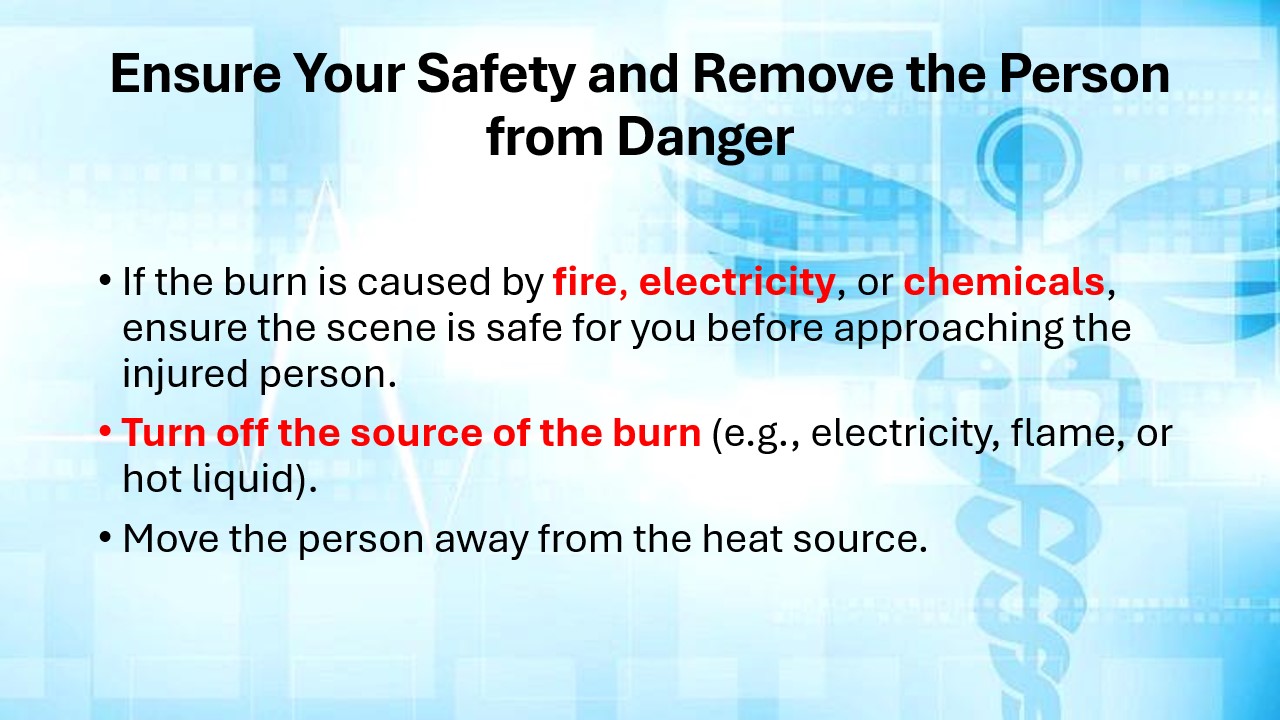 Ensure Your Safety and Remove the Person
from Danger
• If the burn is caused by fire, electricity, or chemicals,
ensure the scene is safe for you before approaching the
injured person.
• Turn off the source of the burn (e.g., electricity, flame, or
hot liquid).
• Move the person away from the heat source.